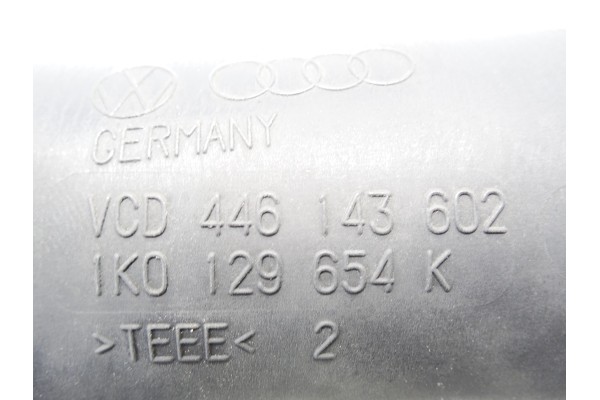 GERMANY
VCD 446 143 602
1K0 129 654 K
>TEEE< 2